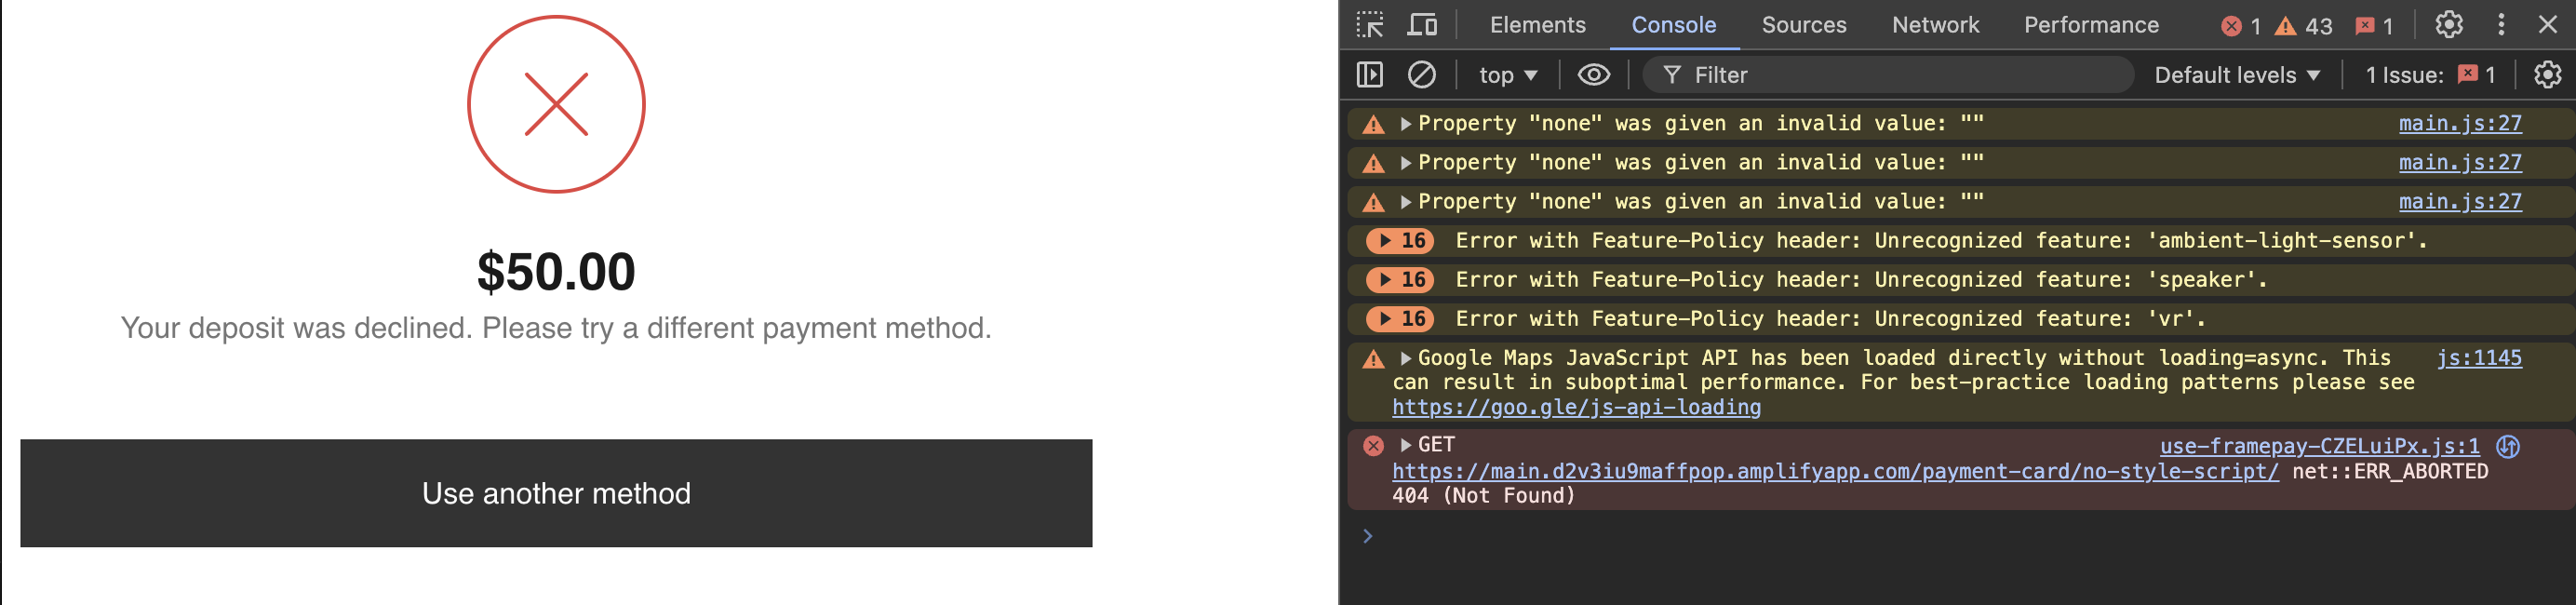 $50.00
Your deposit was declined. Please try a different payment method.
Use another method
Elements Console Sources Network Performance 1 43 1
top Filter Default levels 1 Issue: 1
Property "none" was given an invalid value: "" main.js:27
Property "none" was given an invalid value: "" main.js:27
Property "none" was given an invalid value: "" main.js:27
16 Error with Feature-Policy header: Unrecognized feature: 'ambient-light-sensor'.
16 Error with Feature-Policy header: Unrecognized feature: 'speaker'.
16 Error with Feature-Policy header: Unrecognized feature: 'vr'.
Google Maps JavaScript API has been loaded directly without loading=async. This js:1145
can result in suboptimal performance. For best-practice loading patterns please see
https://goo.gle/js-api-loading
GET use-framepay-CZELuiPx.js:1
https://main.d2v3iu9maffpop.amplifyapp.com/payment-card/no-style-script/ net::ERR_ABORTED
404 (Not Found)